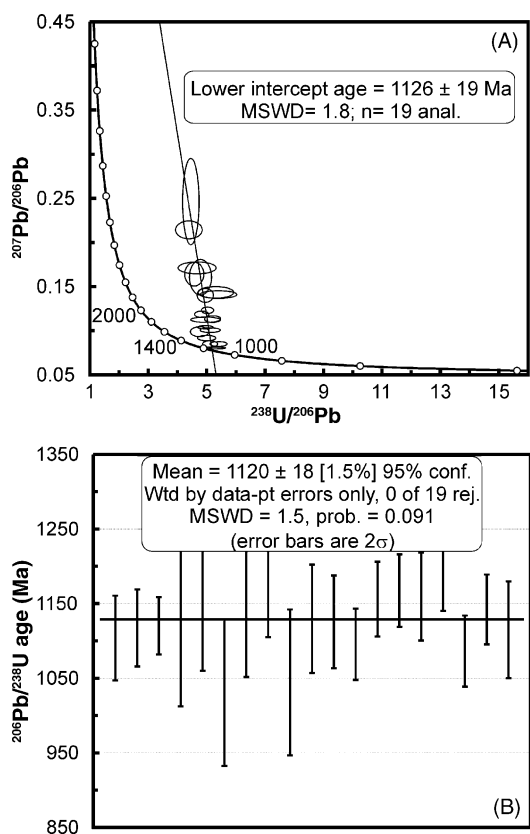 (A)
0.45
0.35
0.25
0.15
0.05
207Pb/206Pb
Lower intercept age = 1126 ± 19 Ma
MSWD= 1.8; n= 19 anal.
2000
1400
1000
1 3 5 7 9 11 13 15
238U/206Pb
1350
1250
1150
1050
950
850
206Pb/238U age (Ma)
Mean = 1120 ± 18 [1.5%] 95% conf.
Wtd by data-pt errors only, 0 of 19 rej.
MSWD = 1.5, prob. = 0.091
(error bars are 2σ)
(B)